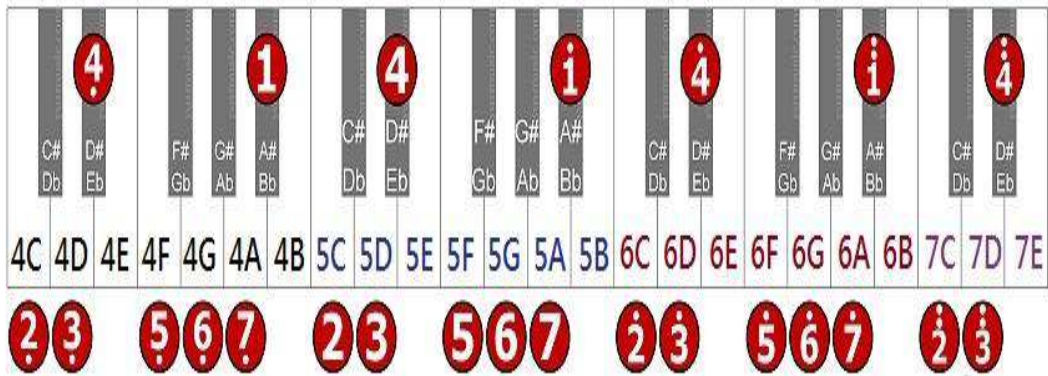 4̣ 1 4 1̇ 4̇ 1̈ 4̈
C# D# F# G# A# C# D# F# G# A# C# D# F# G# A# C# D#
Db Eb Gb Ab Bb Db Eb Gb Ab Bb Db Eb Gb Ab Bb Db Eb
4C 4D 4E 4F 4G 4A 4B 5C 5D 5E 5F 5G 5A 5B 6C 6D 6E 6F 6G 6A 6B 7C 7D 7E
2̣ 3̣ 5̣ 6̣ 7̣ 2 3 5 6 7 2̇ 3̇ 5̇ 6̇ 7̇ 2̈ 3̈